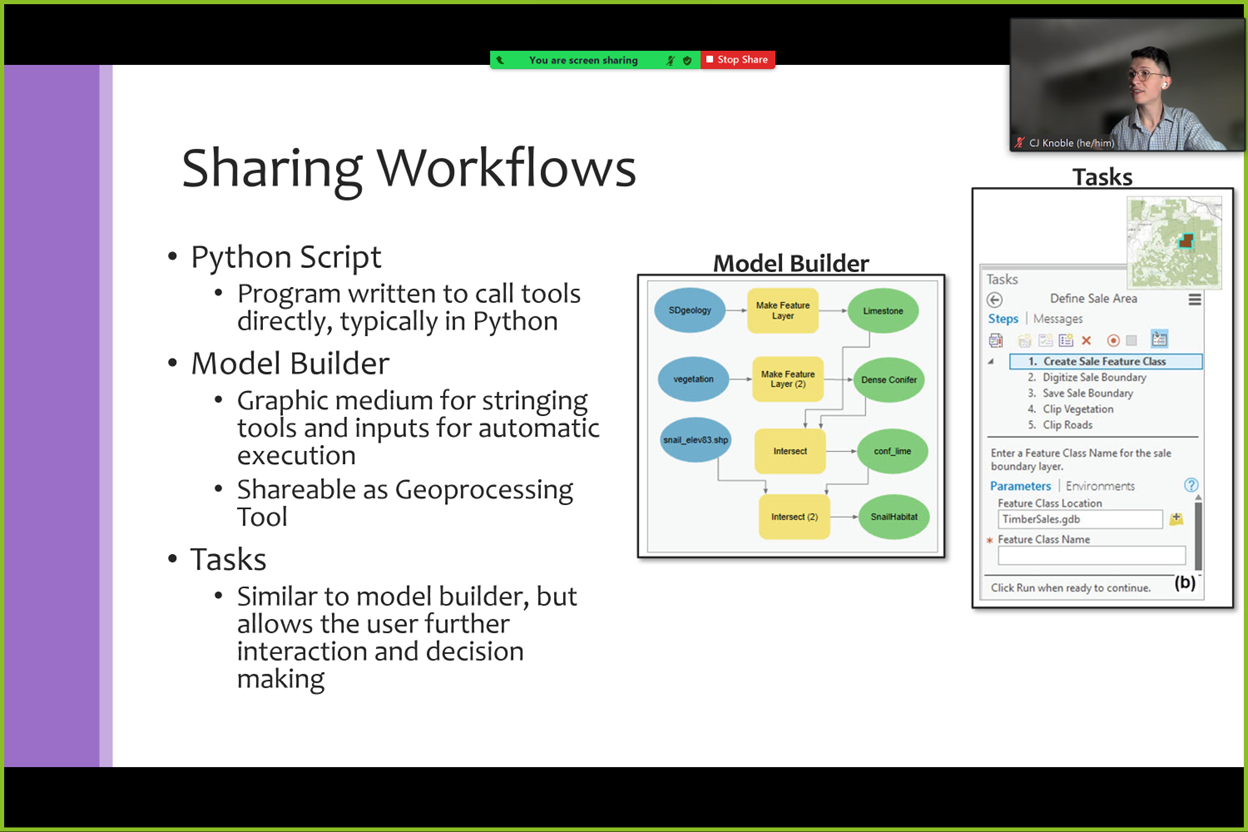 You are screen sharing
Stop Share
CJ Knoble (he/him)
Sharing Workflows
• Python Script
• Program written to call tools
directly, typically in Python
• Model Builder
• Graphic medium for stringing
tools and inputs for automatic
execution
• Shareable as Geoprocessing
Tool
• Tasks
• Similar to model builder, but
allows the user further
interaction and decision
making
Model Builder
SDgeology
Make Feature
Layer
Limestone
vegetation
Make Feature
Layer (2)
Dense Conifer
snail_elev83.shp
Intersect
conf_lime
Intersect (2)
SnailHabitat
Tasks
Tasks
Define Sale Area
Steps | Messages
1. Create Sale Feature Class
2. Digitize Sale Boundary
3. Save Sale Boundary
4. Clip Vegetation
5. Clip Roads
Enter a Feature Class Name for the sale
boundary layer.
Parameters | Environments
?
Feature Class Location
TimberSales.gdb
* Feature Class Name
Click Run when ready to continue.
(b)